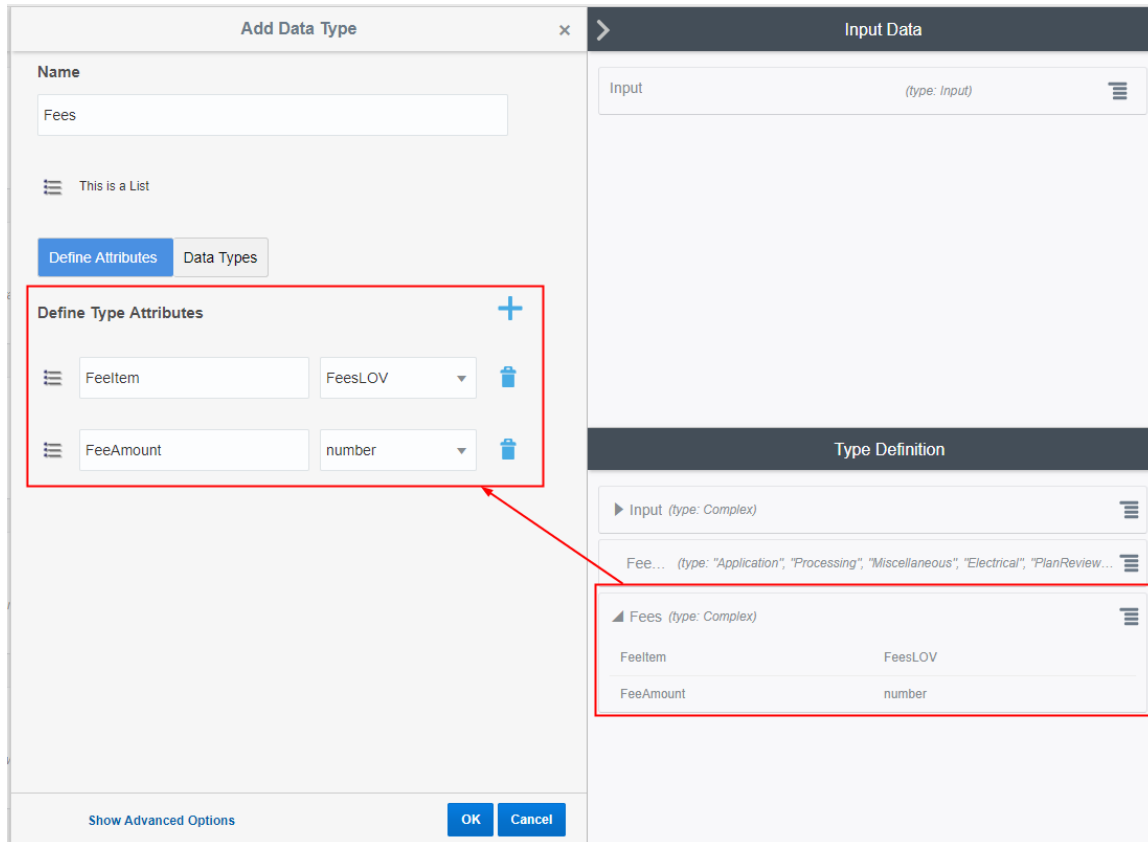 Add Data Type
×
Name
Fees
This is a List
Define Attributes
Data Types
Define Type Attributes
FeeItem
FeesLOV
FeeAmount
number
Show Advanced Options
OK
Cancel
Input Data
Input
(type: Input)
Type Definition
Input (type: Complex)
Fee... (type: "Application", "Processing", "Miscellaneous", "Electrical", "PlanReview...
Fees (type: Complex)
FeeItem
FeesLOV
FeeAmount
number